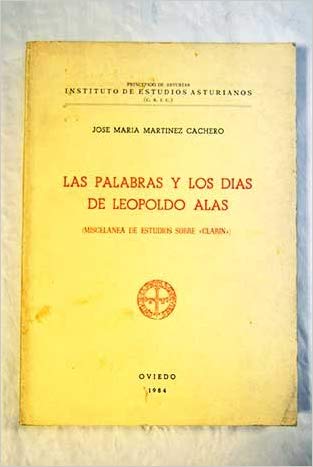 PRINCIPADO DE ASTURIAS
INSTITUTO DE ESTUDIOS ASTURIANOS
(C. S. I. C.)
JOSE MARIA MARTINEZ CACHERO
LAS PALABRAS Y LOS DIAS
DE LEOPOLDO ALAS
(MISCELANEA DE ESTUDIOS SOBRE «CLARIN»)
OVIEDO
1984